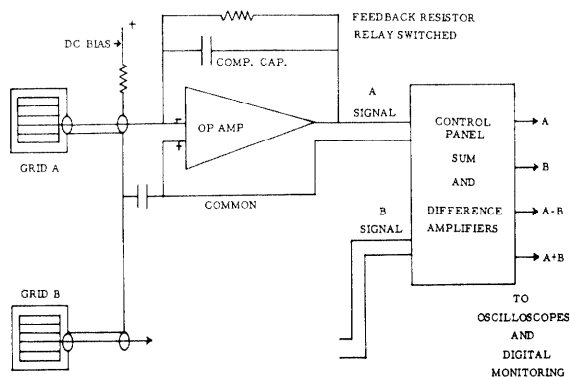 +
DC BIAS
FEEDBACK RESISTOR
RELAY SWITCHED
COMP. CAP.
A
SIGNAL
-
+
OP AMP
GRID A
COMMON
CONTROL
PANEL
SUM
AND
DIFFERENCE
AMPLIFIERS
A
B
A-B
A+B
B
SIGNAL
GRID B
TO
OSCILLOSCOPES
AND
DIGITAL
MONITORING